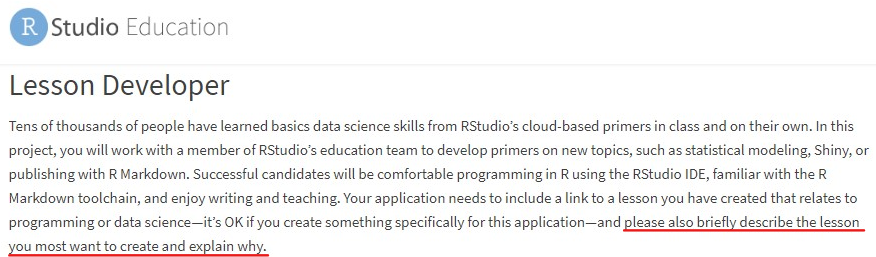 R Studio Education
Lesson Developer
Tens of thousands of people have learned basics data science skills from RStudio's cloud-based primers in class and on their own. In this
project, you will work with a member of RStudio's education team to develop primers on new topics, such as statistical modeling, Shiny, or
publishing with R Markdown. Successful candidates will be comfortable programming in R using the RStudio IDE, familiar with the R
Markdown toolchain, and enjoy writing and teaching. Your application needs to include a link to a lesson you have created that relates to
programming or data science—it's OK if you create something specifically for this application—and please also briefly describe the lesson
you most want to create and explain why.